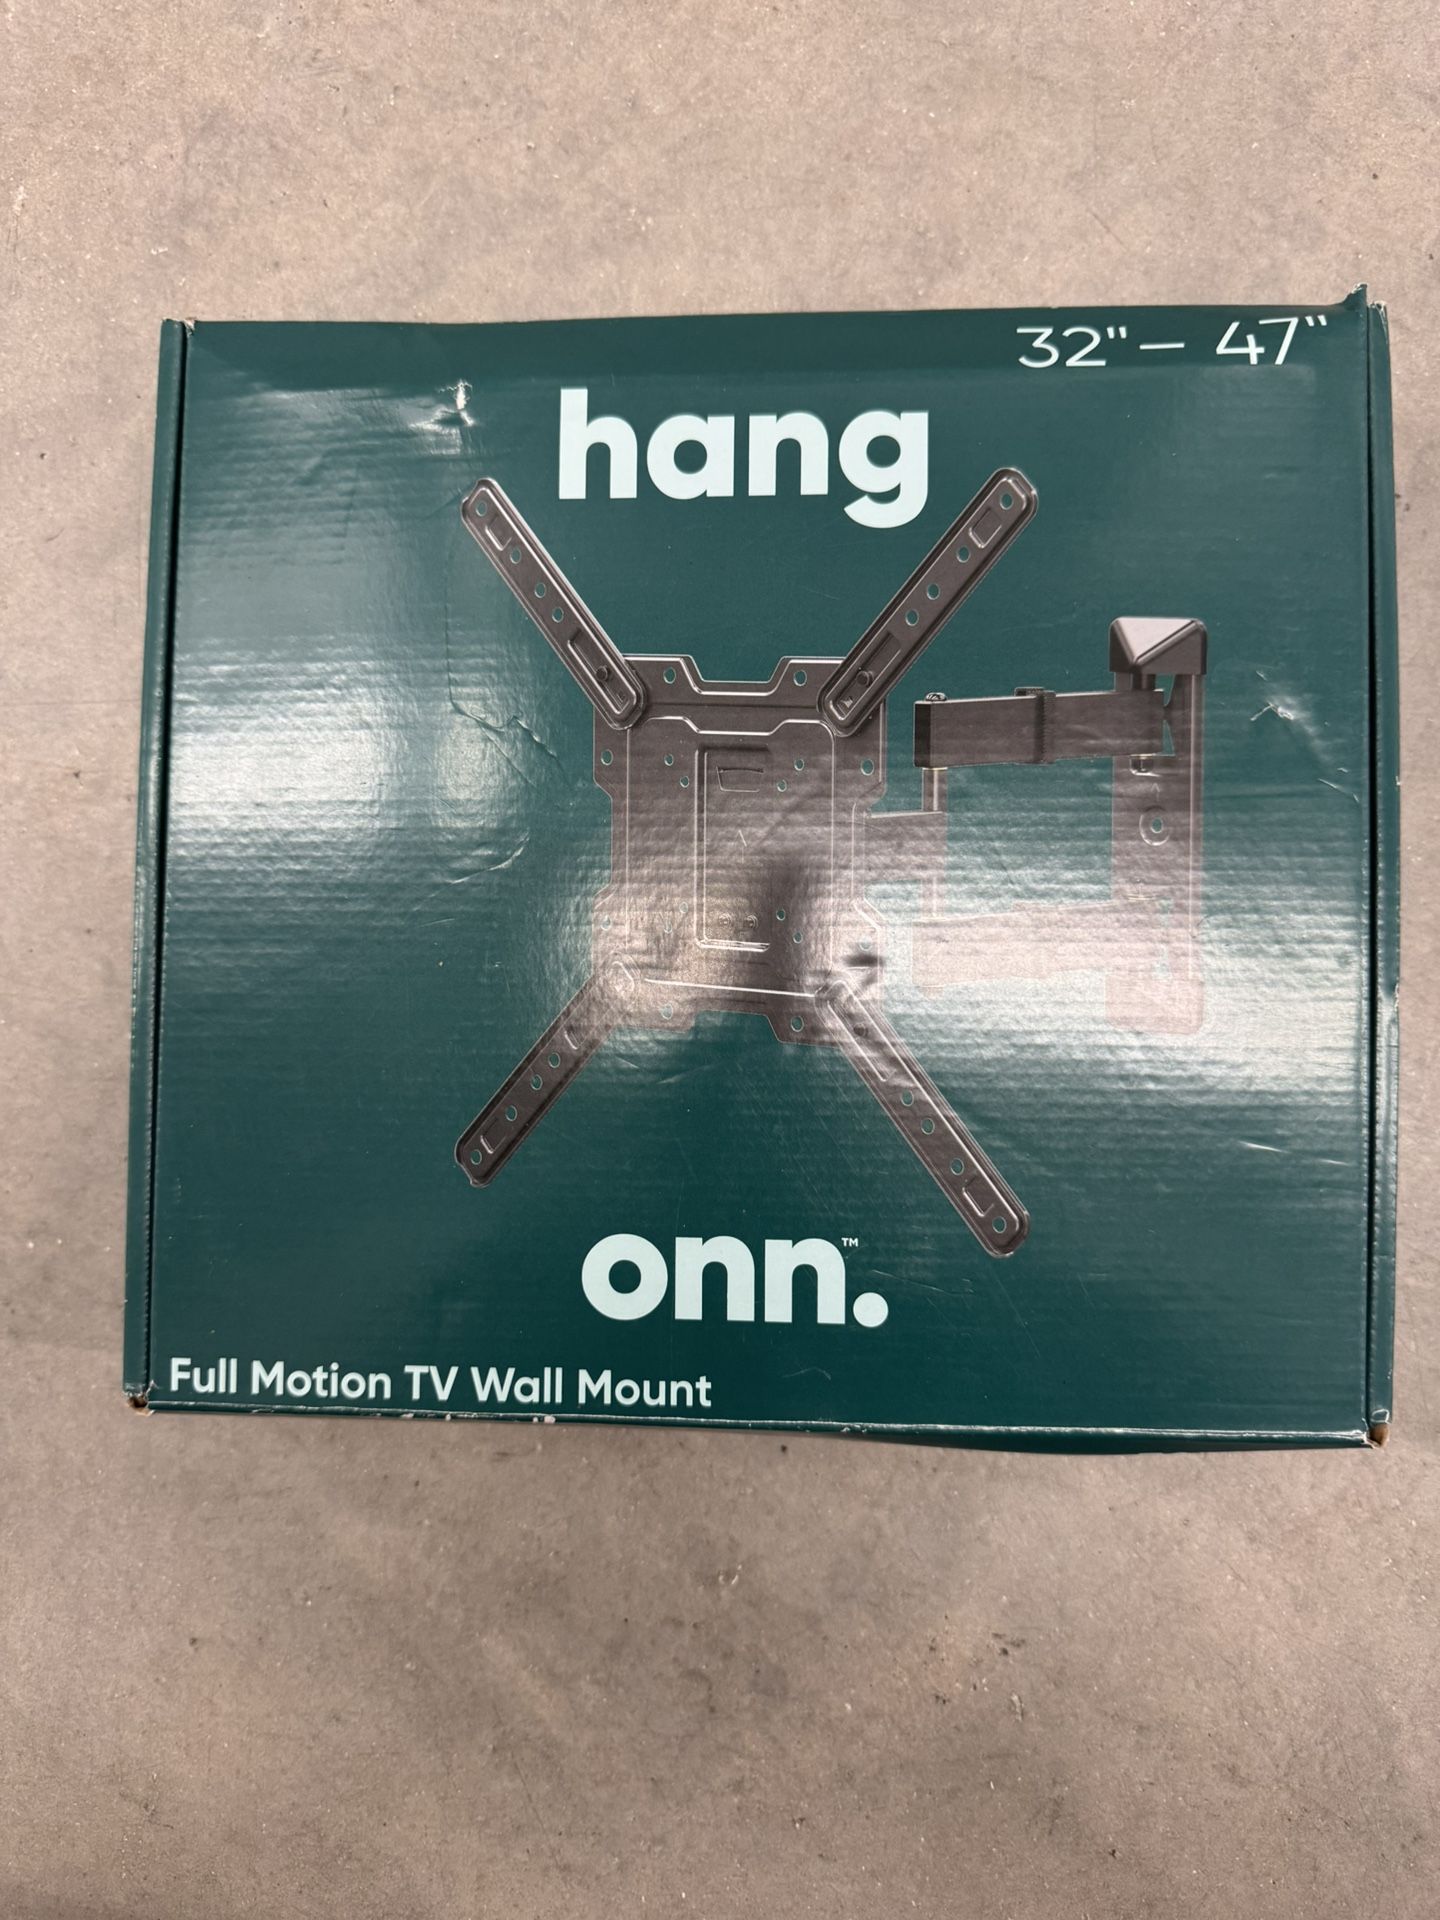 32"– 47"
hang
onn.™
Full Motion TV Wall Mount